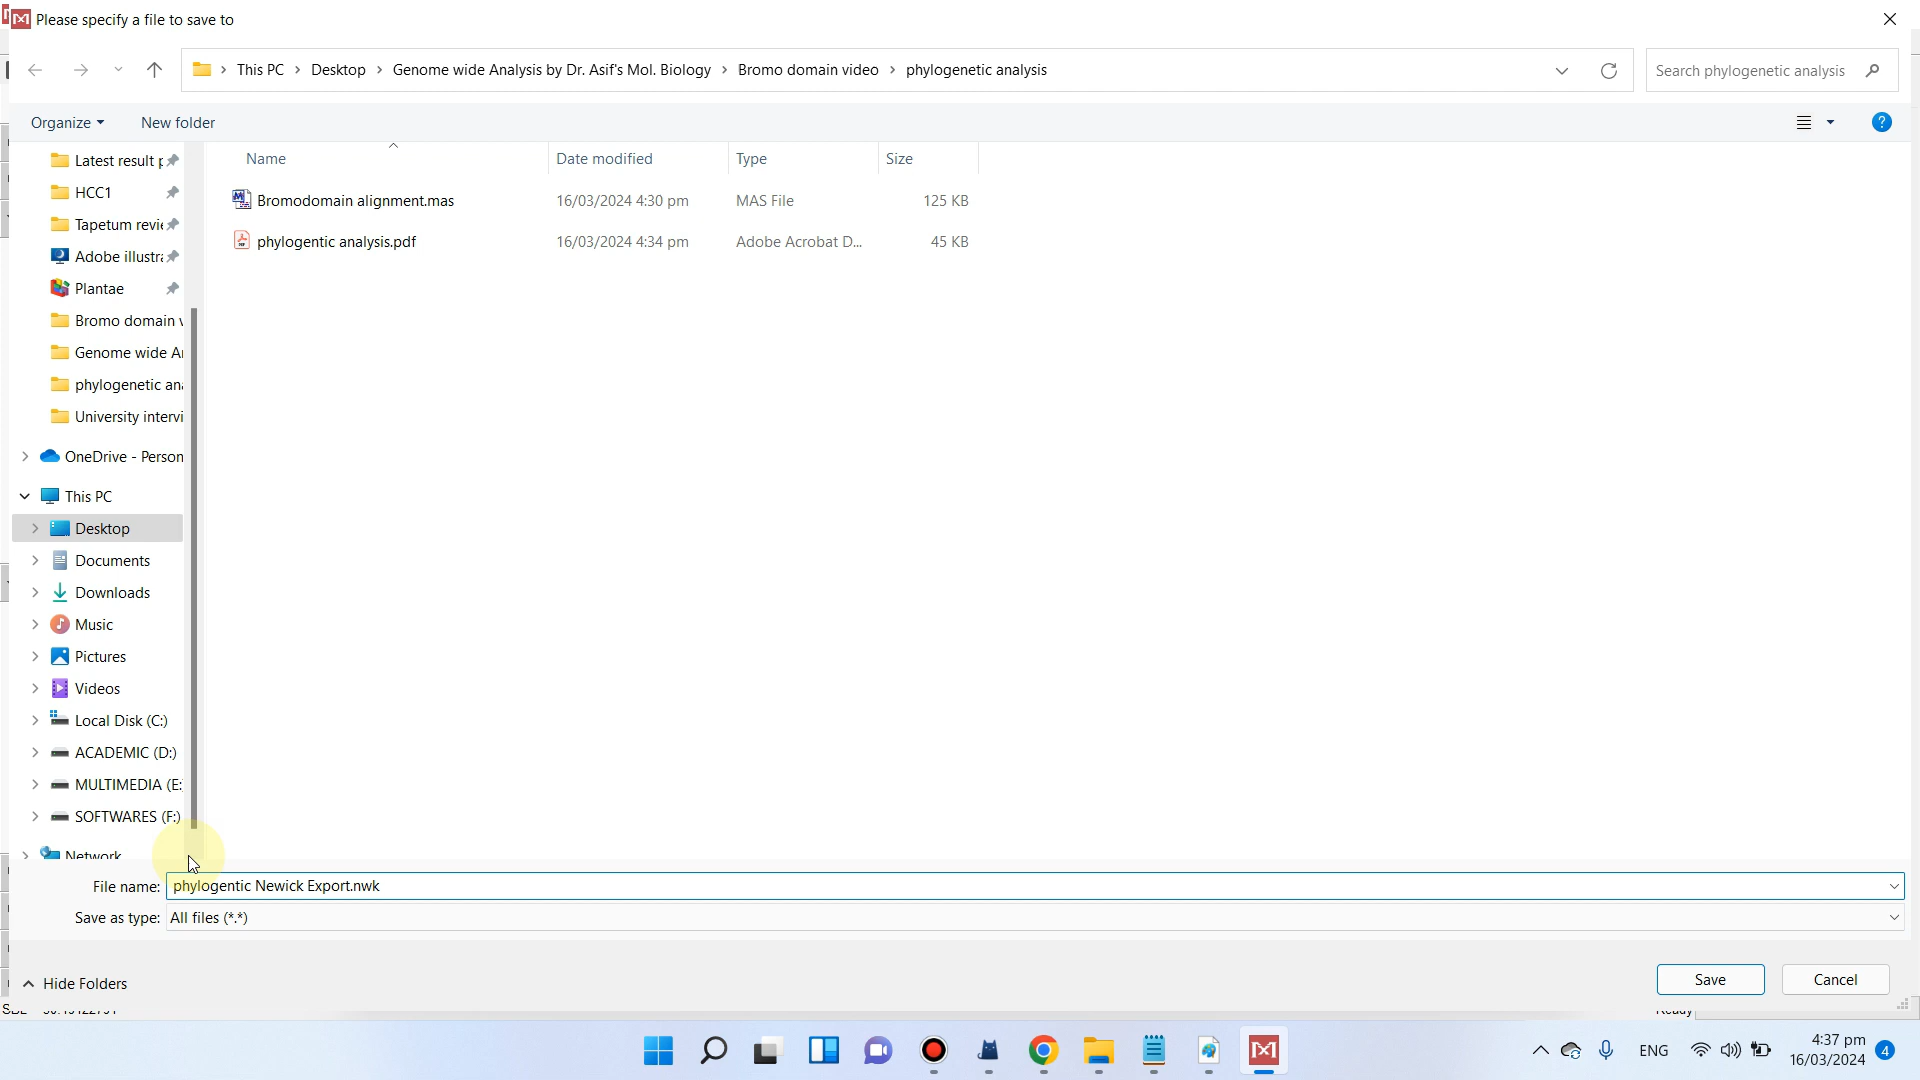 Please specify a file to save to
This PC > Desktop > Genome wide Analysis by Dr. Asif's Mol. Biology > Bromo domain video > phylogenetic analysis
Search phylogenetic analysis
Organize
New folder
Name Date modified Type Size
Bromodomain alignment.mas 16/03/2024 4:30 pm MAS File 125 KB
phylogentic analysis.pdf 16/03/2024 4:34 pm Adobe Acrobat D... 45 KB
Latest result p
HCC1
Tapetum revie
Adobe illustra
Plantae
Bromo domain v
Genome wide An
phylogenetic ana
University intervi
OneDrive - Person
This PC
Desktop
Documents
Downloads
Music
Pictures
Videos
Local Disk (C:)
ACADEMIC (D:)
MULTIMEDIA (E:)
SOFTWARES (F:)
Network
File name: phylogentic Newick Export.nwk
Save as type: All files (*.*)
Hide Folders
Save
Cancel
Ready
ENG
4:37 pm
16/03/2024
4